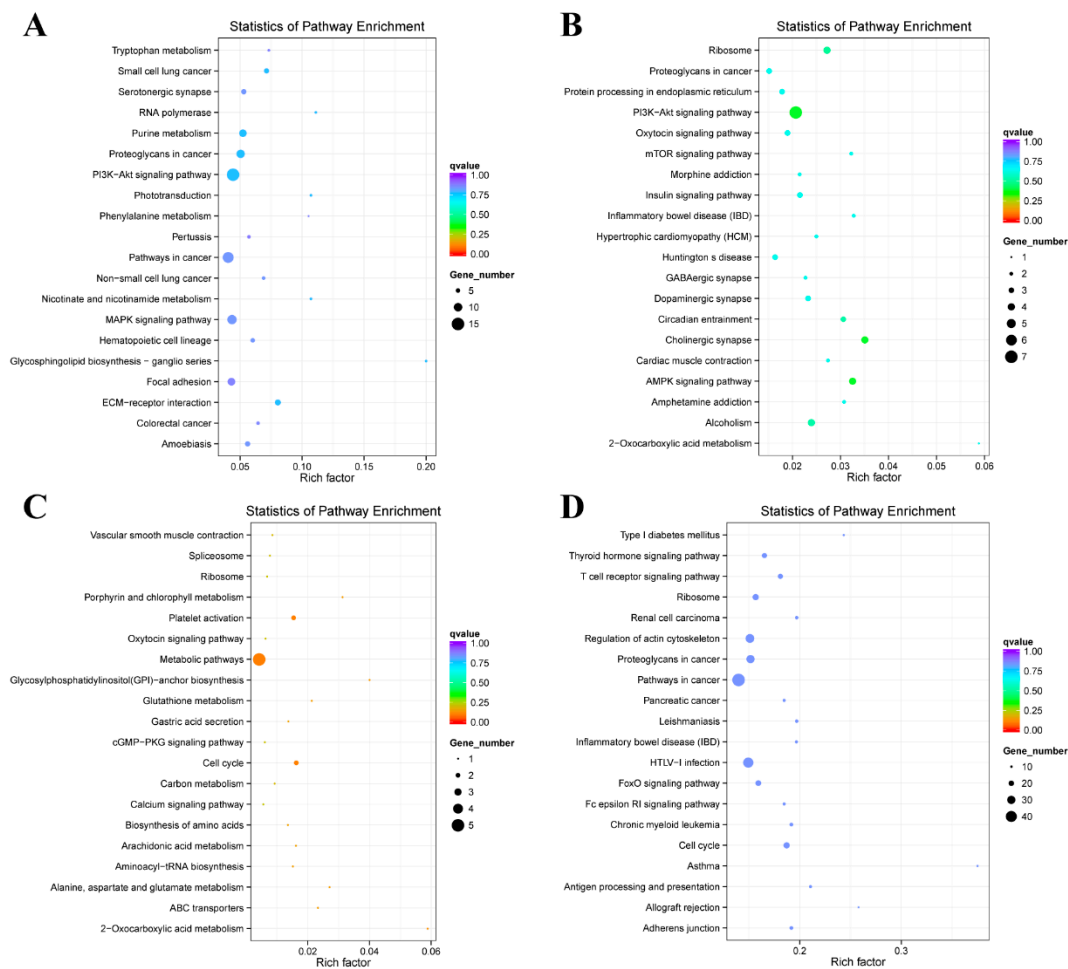 A
Statistics of Pathway Enrichment
Tryptophan metabolism
Small cell lung cancer
Serotonergic synapse
RNA polymerase
Purine metabolism
Proteoglycans in cancer
PI3K−Akt signaling pathway
Phototransduction
Phenylalanine metabolism
Pertussis
Pathways in cancer
Non−small cell lung cancer
Nicotinate and nicotinamide metabolism
MAPK signaling pathway
Hematopoietic cell lineage
Glycosphingolipid biosynthesis − ganglio series
Focal adhesion
ECM−receptor interaction
Colorectal cancer
Amoebiasis
0.05 0.10 0.15 0.20
Rich factor
qvalue
1.00
0.75
0.50
0.25
0.00
Gene_number
5
10
15
B
Statistics of Pathway Enrichment
Ribosome
Proteoglycans in cancer
Protein processing in endoplasmic reticulum
PI3K−Akt signaling pathway
Oxytocin signaling pathway
mTOR signaling pathway
Morphine addiction
Insulin signaling pathway
Inflammatory bowel disease (IBD)
Hypertrophic cardiomyopathy (HCM)
Huntington s disease
GABAergic synapse
Dopaminergic synapse
Circadian entrainment
Cholinergic synapse
Cardiac muscle contraction
AMPK signaling pathway
Amphetamine addiction
Alcoholism
2−Oxocarboxylic acid metabolism
0.02 0.03 0.04 0.05 0.06
Rich factor
qvalue
1.00
0.75
0.50
0.25
0.00
Gene_number
1
2
3
4
5
6
7
C
Statistics of Pathway Enrichment
Vascular smooth muscle contraction
Spliceosome
Ribosome
Porphyrin and chlorophyll metabolism
Platelet activation
Oxytocin signaling pathway
Metabolic pathways
Glycosylphosphatidylinositol(GPI)−anchor biosynthesis
Glutathione metabolism
Gastric acid secretion
cGMP−PKG signaling pathway
Cell cycle
Carbon metabolism
Calcium signaling pathway
Biosynthesis of amino acids
Arachidonic acid metabolism
Aminoacyl−tRNA biosynthesis
Alanine, aspartate and glutamate metabolism
ABC transporters
2−Oxocarboxylic acid metabolism
0.02 0.04 0.06
Rich factor
qvalue
1.00
0.75
0.50
0.25
0.00
Gene_number
1
2
3
4
5
D
Statistics of Pathway Enrichment
Type I diabetes mellitus
Thyroid hormone signaling pathway
T cell receptor signaling pathway
Ribosome
Renal cell carcinoma
Regulation of actin cytoskeleton
Proteoglycans in cancer
Pathways in cancer
Pancreatic cancer
Leishmaniasis
Inflammatory bowel disease (IBD)
HTLV−I infection
FoxO signaling pathway
Fc epsilon RI signaling pathway
Chronic myeloid leukemia
Cell cycle
Asthma
Antigen processing and presentation
Allograft rejection
Adherens junction
0.2 0.3
Rich factor
qvalue
1.00
0.75
0.50
0.25
0.00
Gene_number
10
20
30
40